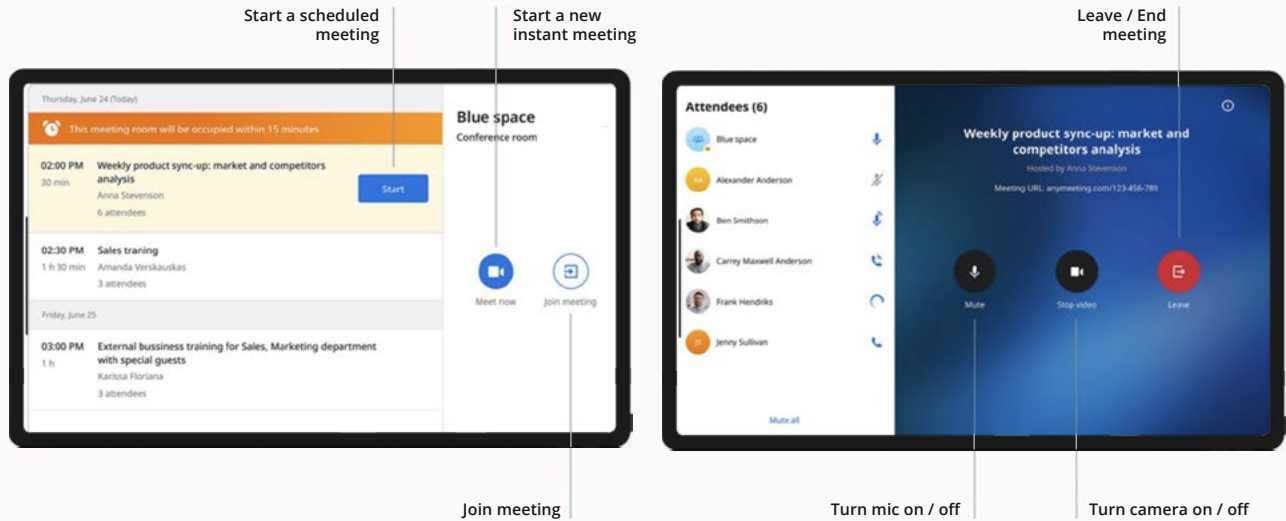 Start a scheduled
meeting
Start a new
instant meeting
Leave / End
meeting
Thursday, June 24 (Today)
This meeting room will be occupied within 15 minutes
02:00 PM Weekly product sync-up: market and competitors
analysis
30 min
Anna Stevenson
6 attendees
Start
02:30 PM Sales traning
1 h 30 min Amanda Verskauskas
3 attendees
Friday, June 25
03:00 PM External bussiness training for Sales, Marketing department
with special guests
1 h
Karissa Floriana
3 attendees
Blue space
Conference room
Meet now
Join meeting
Attendees (6)
Blue space
AA
Alexander Anderson
Ben Smithson
Carrey Maxwell Anderson
Frank Hendriks
Jenny Sullivan
Mute all
Weekly product sync-up: market and
competitors analysis
Hosted by Anna Stevenson
Meeting URL: anymeeting.com/123-456-789
Mute
Stop video
Leave
Join meeting
Turn mic on / off
Turn camera on / off